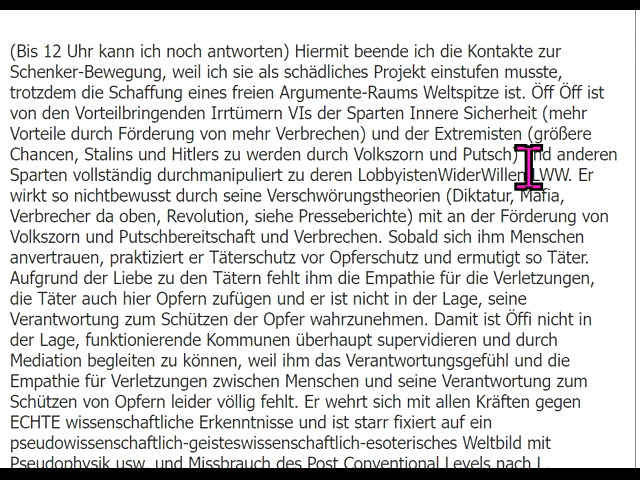 (Bis 12 Uhr kann ich noch antworten) Hiermit beende ich die Kontakte zur
Schenker-Bewegung, weil ich sie als schädliches Projekt einstufen musste,
trotzdem die Schaffung eines freien Argumente-Raums Weltspitze ist. Öff Öff ist
von den Vorteilbringenden Irrtümern VIs der Sparten Innere Sicherheit (mehr
Vorteile durch Förderung von mehr Verbrechen) und der Extremisten (größere
Chancen, Stalins und Hitlers zu werden durch Volkszorn und Putsch) und anderen
Sparten vollständig durchmanipuliert zu deren LobbyistenWiderWillen LWW. Er
wirkt so nichtbewusst durch seine Verschwörungstheorien (Diktatur, Mafia,
Verbrecher da oben, Revolution, siehe Presseberichte) mit an der Förderung von
Volkszorn und Putschbereitschaft und Verbrechen. Sobald sich ihm Menschen
anvertrauen, praktiziert er Täterschutz vor Opferschutz und ermutigt so Täter.
Aufgrund der Liebe zu den Tätern fehlt ihm die Empathie für die Verletzungen,
die Täter auch hier Opfern zufügen und er ist nicht in der Lage, seine
Verantwortung zum Schützen der Opfer wahrzunehmen. Damit ist Öffi nicht in
der Lage, funktionierende Kommunen überhaupt supervidieren und durch
Mediation begleiten zu können, weil ihm das Verantwortungsgefühl und die
Empathie für Verletzungen zwischen Menschen und seine Verantwortung zum
Schützen von Opfern leider völlig fehlt. Er wehrt sich mit allen Kräften gegen
ECHTE wissenschaftliche Erkenntnisse und ist starr fixiert auf ein
pseudowissenschaftlich-geisteswissenschaftlich-esoterisches Weltbild mit
Pseudophysik usw. und Missbrauch des Post Conventional Levels nach L.